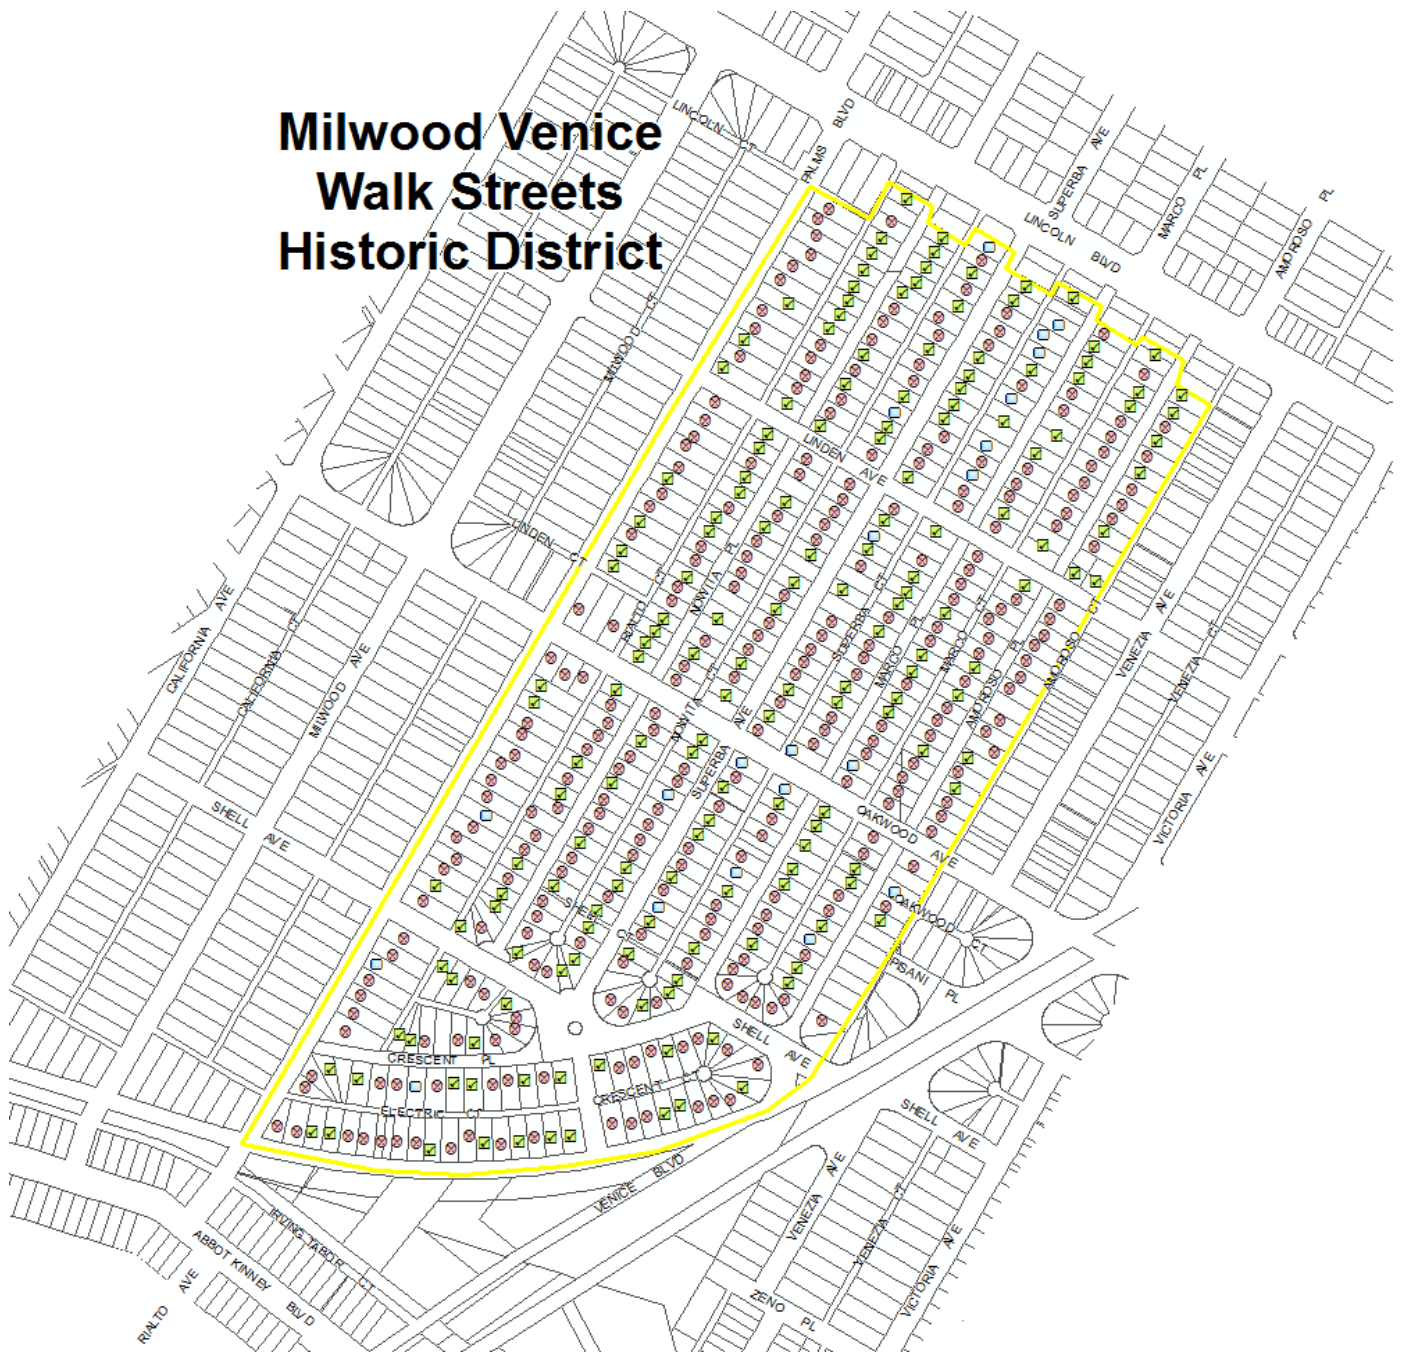 Milwood Venice
Walk Streets
Historic District
LINCOLN CT
PALMS BLVD
SUPERBA AVE
MARCO PL
AMOROSO PL
LINCOLN BLVD
MILWOOD CT
LINDEN AVE
LINDEN CT
RIALTO CT
NOWITA PL
NOWITA CT
SUPERBA CT
MARCO PL
MARCO CT
AMOROSO PL
AMOROSO CT
SUPERBA AVE
VENEZIA AVE
VENEZIA CT
VICTORIA AVE
CALIFORNIA AVE
CALIFORNIA CT
MILWOOD AVE
SHELL AVE
SHELL CT
OAKWOOD AVE
OAKWOOD CT
PISANI PL
SHELL AVE
CT
CRESCENT PL
CRESCENT CT
ELECTRIC CT
VENICE BLVD
SHELL AVE
VENEZIA AVE
VENEZIA CT
VICTORIA AVE
ZENO PL
IRVING TABOR CT
ABBOT KINNEY BLVD
RIALTO AVE